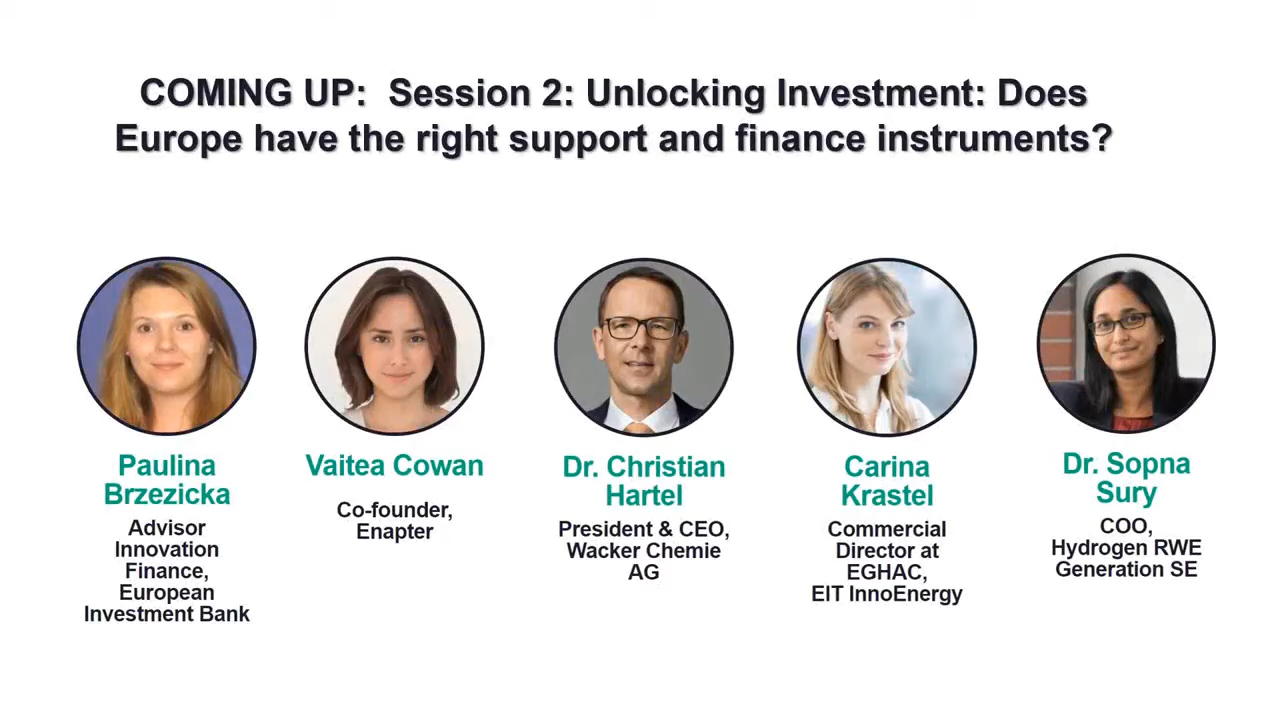 COMING UP:  Session 2: Unlocking Investment: Does
Europe have the right support and finance instruments?
Paulina
Brzezicka
Advisor
Innovation
Finance,
European
Investment Bank
Vaitea Cowan
Co-founder,
Enapter
Dr. Christian
Hartel
President & CEO,
Wacker Chemie
AG
Carina
Krastel
Commercial
Director at
EGHAC,
EIT InnoEnergy
Dr. Sopna
Sury
COO,
Hydrogen RWE
Generation SE